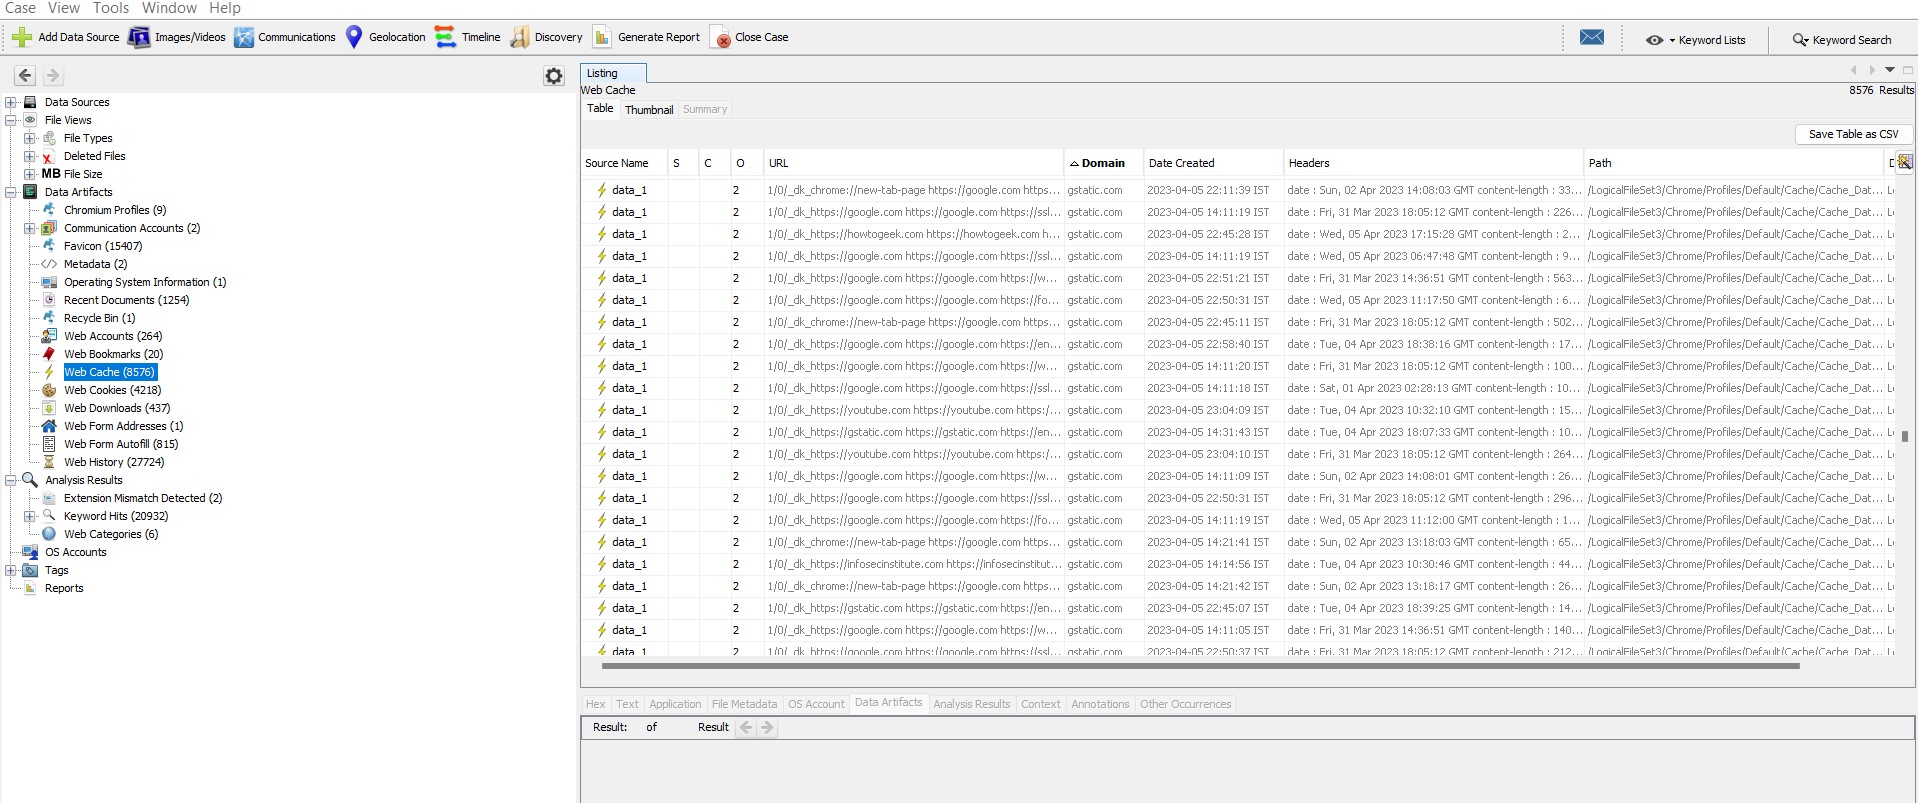 Case View Tools Window Help
Add Data Source Images/Videos Communications Geolocation Timeline Discovery Generate Report Close Case Keyword Lists Keyword Search
Data Sources
File Views
File Types
Deleted Files
MB File Size
Data Artifacts
Chromium Profiles (9)
Communication Accounts (2)
Favicon (15407)
Metadata (2)
Operating System Information (1)
Recent Documents (1254)
Recycle Bin (1)
Web Accounts (264)
Web Bookmarks (20)
Web Cache (8576)
Web Cookies (4218)
Web Downloads (437)
Web Form Addresses (1)
Web Form Autofill (815)
Web History (27724)
Analysis Results
Extension Mismatch Detected (2)
Keyword Hits (20932)
Web Categories (6)
OS Accounts
Tags
Reports
Listing
Web Cache 8576 Results
Table Thumbnail Summary
Save Table as CSV
Source Name S C O URL Domain Date Created Headers Path
data_1 2 1/0/_dk_chrome://new-tab-page https://google.com https... gstatic.com 2023-04-05 22:11:39 IST date : Sun, 02 Apr 2023 14:08:03 GMT content-length : 33... /LogicalFileSet3/Chrome/Profiles/Default/Cache/Cache_Dat...
data_1 2 1/0/_dk_https://google.com https://google.com https://ssl... gstatic.com 2023-04-05 14:11:19 IST date : Fri, 31 Mar 2023 18:05:12 GMT content-length : 226... /LogicalFileSet3/Chrome/Profiles/Default/Cache/Cache_Dat...
data_1 2 1/0/_dk_https://howtogeek.com https://howtogeek.com h... gstatic.com 2023-04-05 22:45:28 IST date : Wed, 05 Apr 2023 17:15:28 GMT content-length : 2... /LogicalFileSet3/Chrome/Profiles/Default/Cache/Cache_Dat...
data_1 2 1/0/_dk_https://google.com https://google.com https://ssl... gstatic.com 2023-04-05 14:11:19 IST date : Wed, 05 Apr 2023 06:47:48 GMT content-length : 9... /LogicalFileSet3/Chrome/Profiles/Default/Cache/Cache_Dat...
data_1 2 1/0/_dk_https://google.com https://google.com https://w... gstatic.com 2023-04-05 22:51:21 IST date : Fri, 31 Mar 2023 14:36:51 GMT content-length : 563... /LogicalFileSet3/Chrome/Profiles/Default/Cache/Cache_Dat...
data_1 2 1/0/_dk_https://google.com https://google.com https://fo... gstatic.com 2023-04-05 22:50:31 IST date : Wed, 05 Apr 2023 11:17:50 GMT content-length : 6... /LogicalFileSet3/Chrome/Profiles/Default/Cache/Cache_Dat...
data_1 2 1/0/_dk_chrome://new-tab-page https://google.com https... gstatic.com 2023-04-05 22:45:11 IST date : Fri, 31 Mar 2023 18:05:12 GMT content-length : 502... /LogicalFileSet3/Chrome/Profiles/Default/Cache/Cache_Dat...
data_1 2 1/0/_dk_https://google.com https://google.com https://en... gstatic.com 2023-04-05 22:58:40 IST date : Tue, 04 Apr 2023 18:38:16 GMT content-length : 17... /LogicalFileSet3/Chrome/Profiles/Default/Cache/Cache_Dat...
data_1 2 1/0/_dk_https://google.com https://google.com https://w... gstatic.com 2023-04-05 14:11:20 IST date : Fri, 31 Mar 2023 18:05:12 GMT content-length : 100... /LogicalFileSet3/Chrome/Profiles/Default/Cache/Cache_Dat...
data_1 2 1/0/_dk_https://google.com https://google.com https://ssl... gstatic.com 2023-04-05 14:11:18 IST date : Sat, 01 Apr 2023 02:28:13 GMT content-length : 10... /LogicalFileSet3/Chrome/Profiles/Default/Cache/Cache_Dat...
data_1 2 1/0/_dk_https://youtube.com https://youtube.com https:/... gstatic.com 2023-04-05 23:04:09 IST date : Tue, 04 Apr 2023 10:32:10 GMT content-length : 15... /LogicalFileSet3/Chrome/Profiles/Default/Cache/Cache_Dat...
data_1 2 1/0/_dk_https://gstatic.com https://gstatic.com https://en... gstatic.com 2023-04-05 14:31:43 IST date : Tue, 04 Apr 2023 18:07:33 GMT content-length : 10... /LogicalFileSet3/Chrome/Profiles/Default/Cache/Cache_Dat...
data_1 2 1/0/_dk_https://youtube.com https://youtube.com https:/... gstatic.com 2023-04-05 23:04:10 IST date : Fri, 31 Mar 2023 18:05:12 GMT content-length : 264... /LogicalFileSet3/Chrome/Profiles/Default/Cache/Cache_Dat...
data_1 2 1/0/_dk_https://google.com https://google.com https://w... gstatic.com 2023-04-05 14:11:09 IST date : Sun, 02 Apr 2023 14:08:01 GMT content-length : 26... /LogicalFileSet3/Chrome/Profiles/Default/Cache/Cache_Dat...
data_1 2 1/0/_dk_https://google.com https://google.com https://ssl... gstatic.com 2023-04-05 22:50:31 IST date : Fri, 31 Mar 2023 18:05:12 GMT content-length : 296... /LogicalFileSet3/Chrome/Profiles/Default/Cache/Cache_Dat...
data_1 2 1/0/_dk_https://google.com https://google.com https://fo... gstatic.com 2023-04-05 14:11:19 IST date : Wed, 05 Apr 2023 11:12:00 GMT content-length : 1... /LogicalFileSet3/Chrome/Profiles/Default/Cache/Cache_Dat...
data_1 2 1/0/_dk_chrome://new-tab-page https://google.com https... gstatic.com 2023-04-05 14:21:41 IST date : Sun, 02 Apr 2023 13:18:03 GMT content-length : 65... /LogicalFileSet3/Chrome/Profiles/Default/Cache/Cache_Dat...
data_1 2 1/0/_dk_https://infosecinstitute.com https://infosecinstitut... gstatic.com 2023-04-05 14:14:56 IST date : Tue, 04 Apr 2023 10:30:46 GMT content-length : 44... /LogicalFileSet3/Chrome/Profiles/Default/Cache/Cache_Dat...
data_1 2 1/0/_dk_chrome://new-tab-page https://google.com https... gstatic.com 2023-04-05 14:21:42 IST date : Sun, 02 Apr 2023 13:18:17 GMT content-length : 26... /LogicalFileSet3/Chrome/Profiles/Default/Cache/Cache_Dat...
data_1 2 1/0/_dk_https://gstatic.com https://gstatic.com https://en... gstatic.com 2023-04-05 22:45:07 IST date : Tue, 04 Apr 2023 18:39:25 GMT content-length : 14... /LogicalFileSet3/Chrome/Profiles/Default/Cache/Cache_Dat...
data_1 2 1/0/_dk_https://google.com https://google.com https://w... gstatic.com 2023-04-05 14:11:05 IST date : Fri, 31 Mar 2023 14:36:51 GMT content-length : 140... /LogicalFileSet3/Chrome/Profiles/Default/Cache/Cache_Dat...
data_1 2 1/0/_dk_https://google.com https://google.com https://w... gstatic.com 2023-04-05 22:50:37 IST date : Fri, 31 Mar 2023 18:05:12 GMT content-length : 212... /LogicalFileSet3/Chrome/Profiles/Default/Cache/Cache_Dat...
Hex Text Application File Metadata OS Account Data Artifacts Analysis Results Context Annotations Other Occurrences
Result: of Result